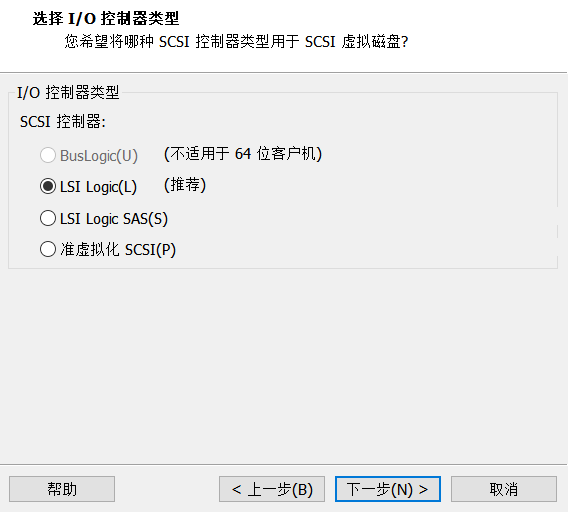 选择 I/O 控制器类型
您希望将哪种 SCSI 控制器类型用于 SCSI 虚拟磁盘?
I/O 控制器类型
SCSI 控制器:
BusLogic(U) (不适用于 64 位客户机)
LSI Logic(L) (推荐)
LSI Logic SAS(S)
准虚拟化 SCSI(P)
帮助 < 上一步(B) 下一步(N) > 取消